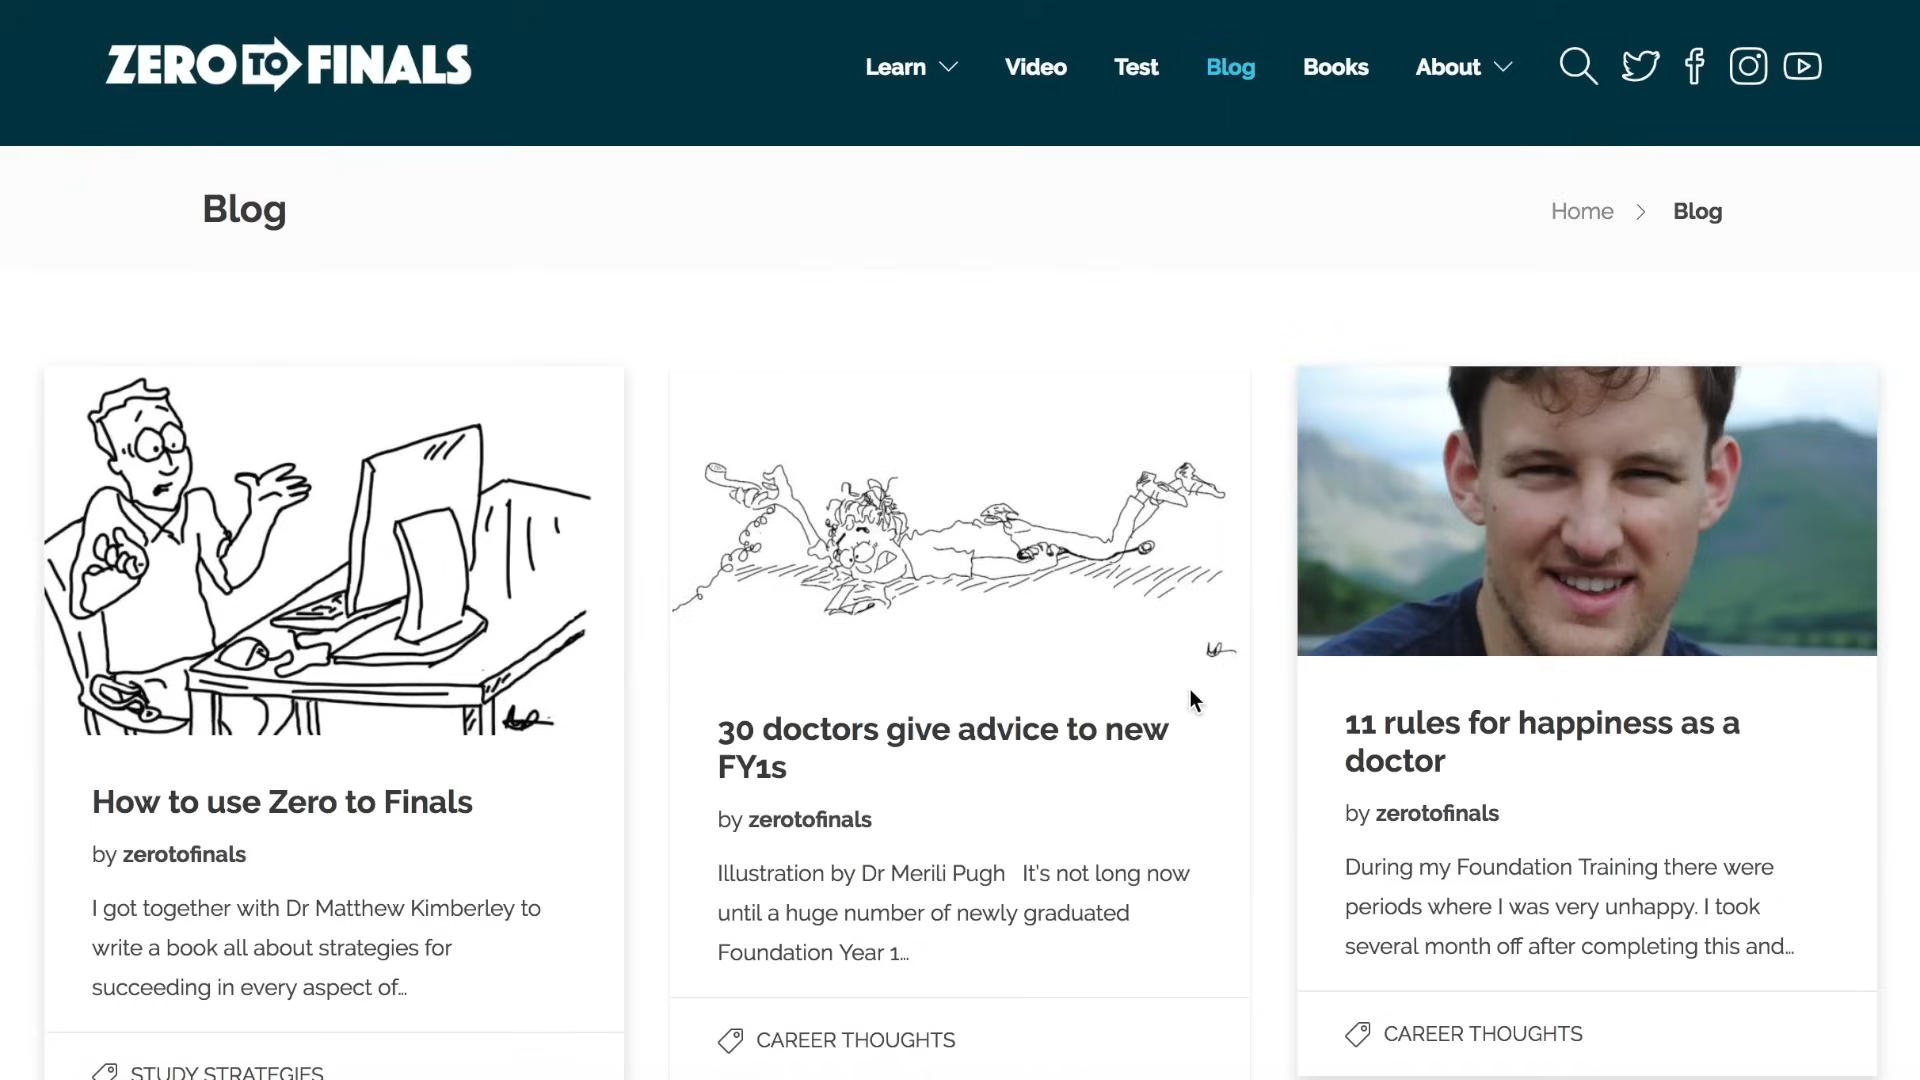 ZERO TO FINALS
Learn Video Test Blog Books About
Blog
Home > Blog
How to use Zero to Finals
by zerotofinals
I got together with Dr Matthew Kimberley to
write a book all about strategies for
succeeding in every aspect of...
STUDY STRATEGIES
30 doctors give advice to new
FY1s
by zerotofinals
Illustration by Dr Merili Pugh It's not long now
until a huge number of newly graduated
Foundation Year 1...
CAREER THOUGHTS
11 rules for happiness as a
doctor
by zerotofinals
During my Foundation Training there were
periods where I was very unhappy. I took
several month off after completing this and...
CAREER THOUGHTS